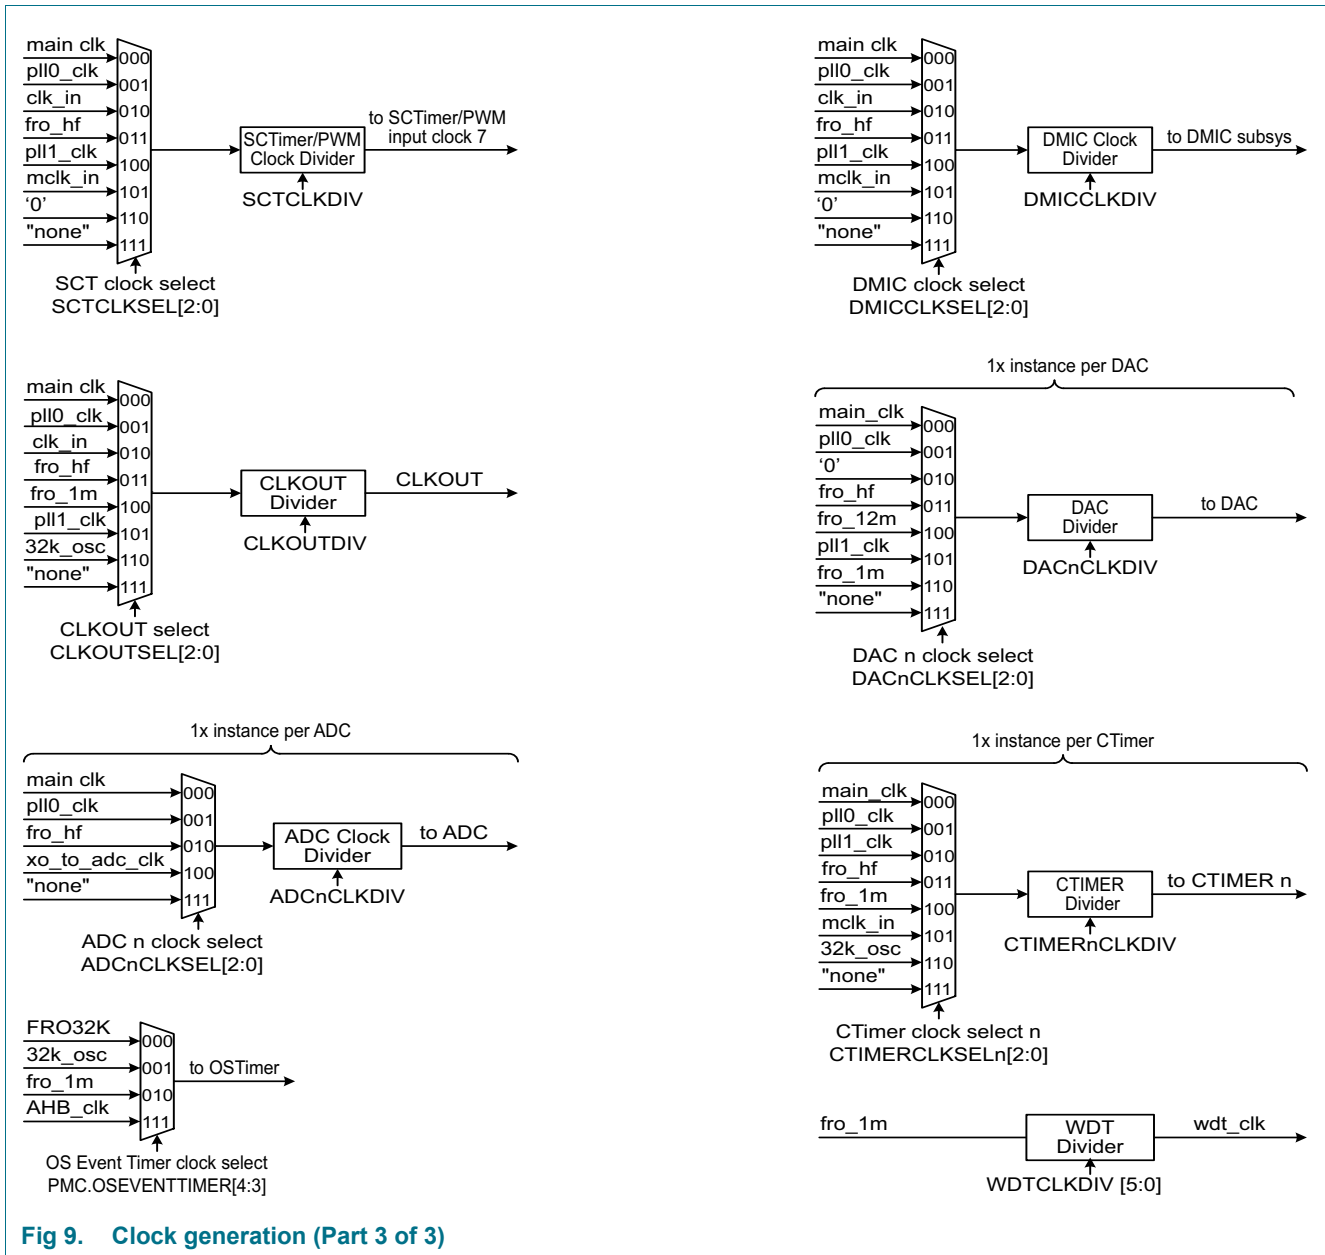 main clk
000
pll0_clk
001
clk_in
010
fro_hf
011
pll1_clk
100
mclk_in
101
‘0’
110
"none"
111
SCTimer/PWM
Clock Divider
to SCTimer/PWM
input clock 7
SCTCLKDIV
SCT clock select
SCTCLKSEL[2:0]
main clk
000
pll0_clk
001
clk_in
010
fro_hf
011
pll1_clk
100
mclk_in
101
‘0’
110
"none"
111
DMIC Clock
Divider
to DMIC subsys
DMICCLKDIV
DMIC clock select
DMICCLKSEL[2:0]
main clk
000
pll0_clk
001
clk_in
010
fro_hf
011
fro_1m
100
pll1_clk
101
32k_osc
110
"none"
111
CLKOUT
Divider
CLKOUT
CLKOUTDIV
CLKOUT select
CLKOUTSEL[2:0]
1x instance per DAC
main_clk
000
pll0_clk
001
‘0’
010
fro_hf
011
fro_12m
100
pll1_clk
101
fro_1m
110
"none"
111
DAC
Divider
to DAC
DACnCLKDIV
DAC n clock select
DACnCLKSEL[2:0]
1x instance per ADC
main clk
000
pll0_clk
001
fro_hf
010
xo_to_adc_clk
100
"none"
111
ADC Clock
Divider
to ADC
ADCnCLKDIV
ADC n clock select
ADCnCLKSEL[2:0]
1x instance per CTimer
main_clk
000
pll0_clk
001
pll1_clk
010
fro_hf
011
fro_1m
100
mclk_in
101
32k_osc
110
"none"
111
CTIMER
Divider
to CTIMER n
CTIMERnCLKDIV
CTimer clock select n
CTIMERCLKSELn[2:0]
FRO32K
000
32k_osc
001
fro_1m
010
AHB_clk
111
to OSTimer
OS Event Timer clock select
PMC.OSEVENTTIMER[4:3]
fro_1m
WDT
Divider
wdt_clk
WDTCLKDIV [5:0]
Fig 9. Clock generation (Part 3 of 3)